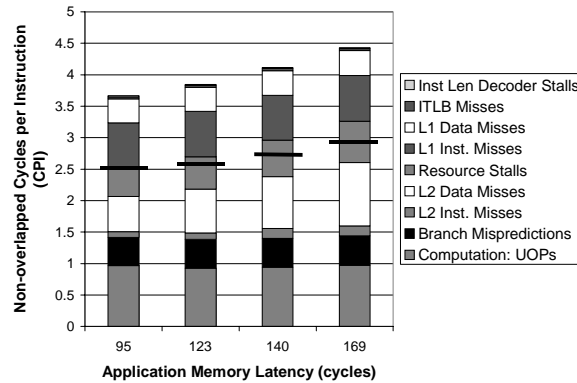 Non-overlapped Cycles per Instruction
(CPI)
5
4.5
4
3.5
3
2.5
2
1.5
1
0.5
0
95 123 140 169
Application Memory Latency (cycles)
Inst Len Decoder Stalls
ITLB Misses
L1 Data Misses
L1 Inst. Misses
Resource Stalls
L2 Data Misses
L2 Inst. Misses
Branch Mispredictions
Computation: UOPs